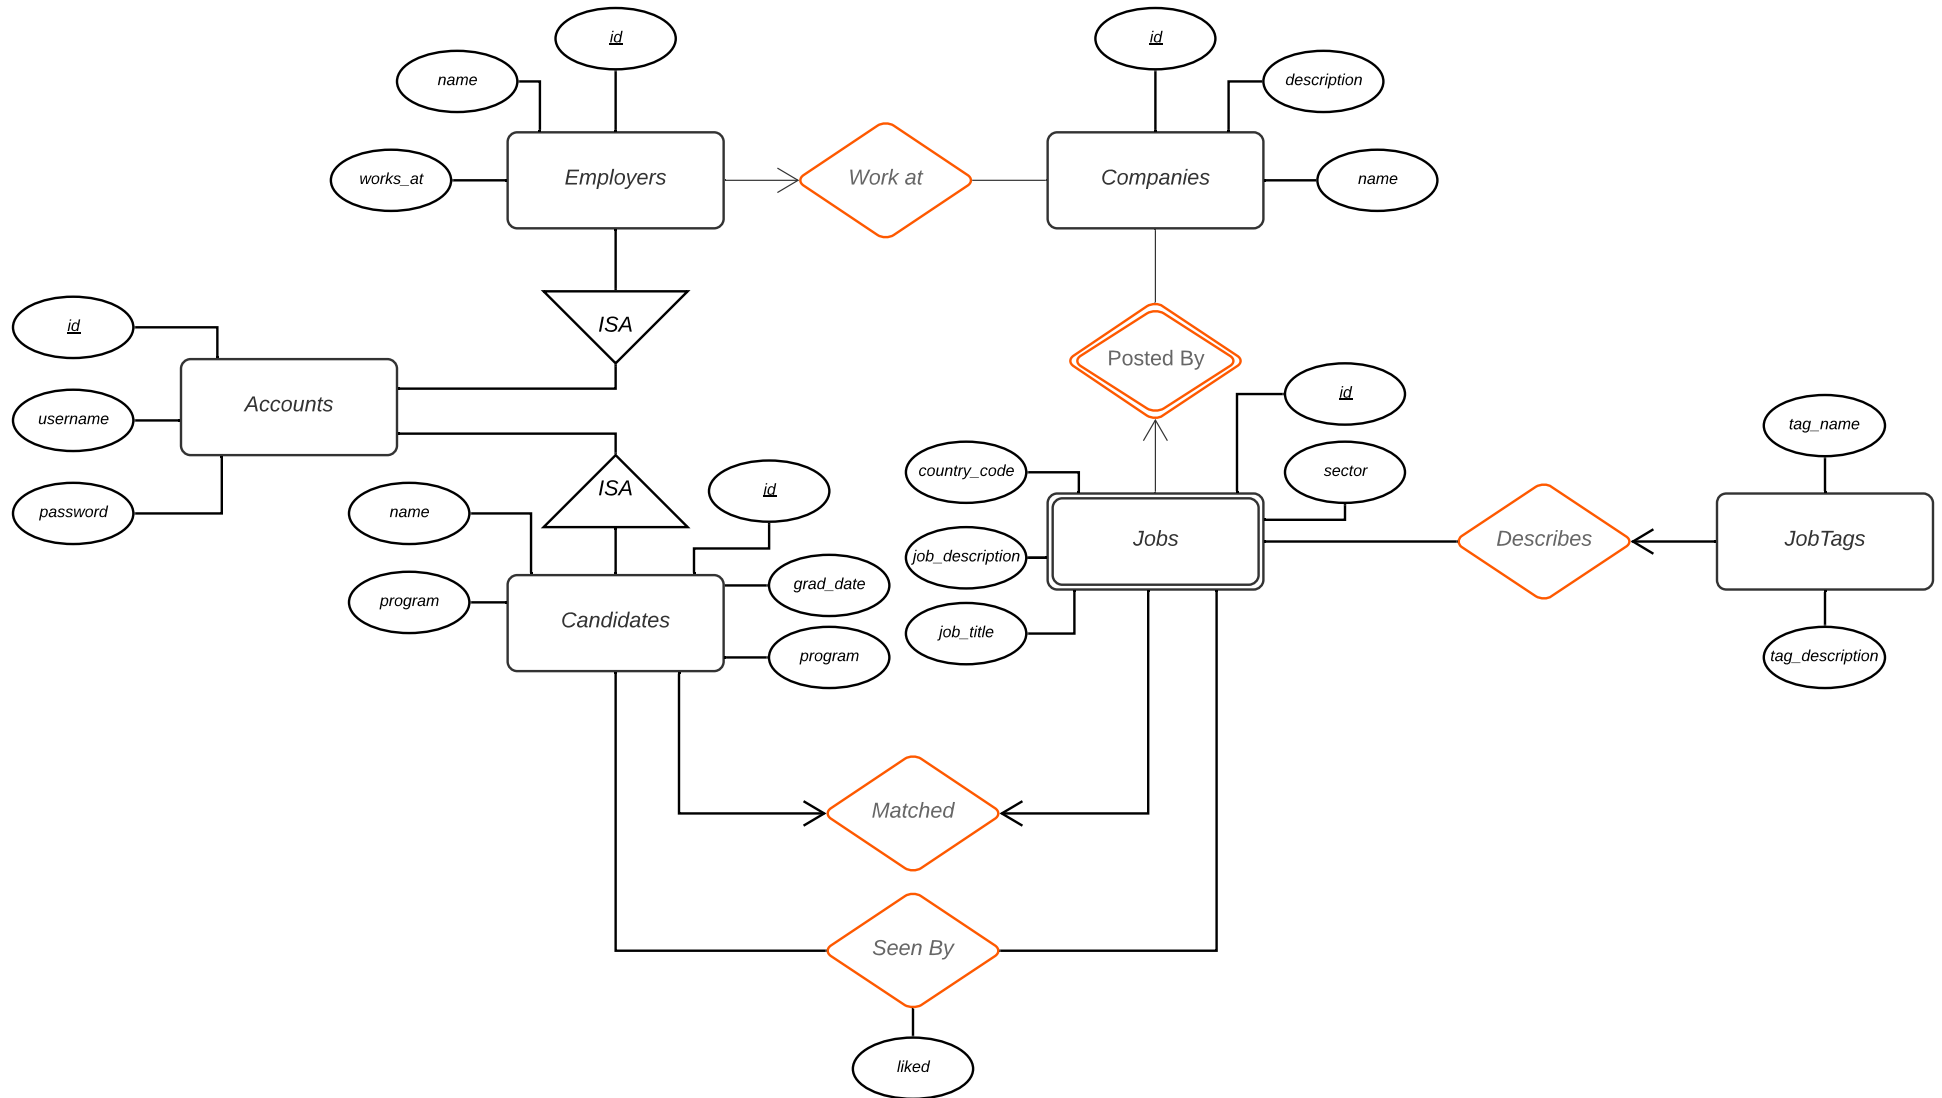 id
id
name
description
Employers
Work at
Companies
works_at
name
id
ISA
Accounts
Posted By
username
id
country_code
sector
tag_name
password
name
ISA
id
Jobs
Describes
JobTags
job_description
program
Candidates
grad_date
job_title
program
tag_description
Matched
Seen By
liked